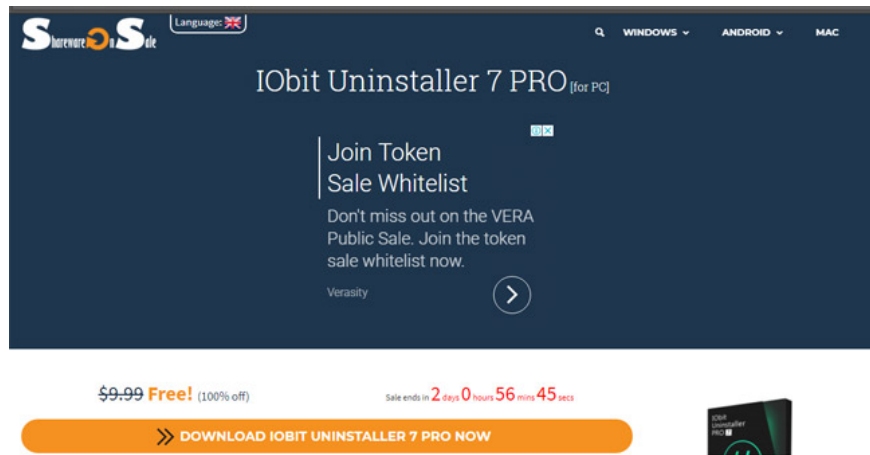 Shareware On Sale
Language:
WINDOWS
ANDROID
MAC
IObit Uninstaller 7 PRO [for PC]
Join Token
Sale Whitelist
Don't miss out on the VERA
Public Sale. Join the token
sale whitelist now.
Verasity
$9.99 Free! (100% off)
Sale ends in 2 days 0 hours 56 mins 45 secs
DOWNLOAD IOBIT UNINSTALLER 7 PRO NOW
IObit
Uninstaller
PRO 7